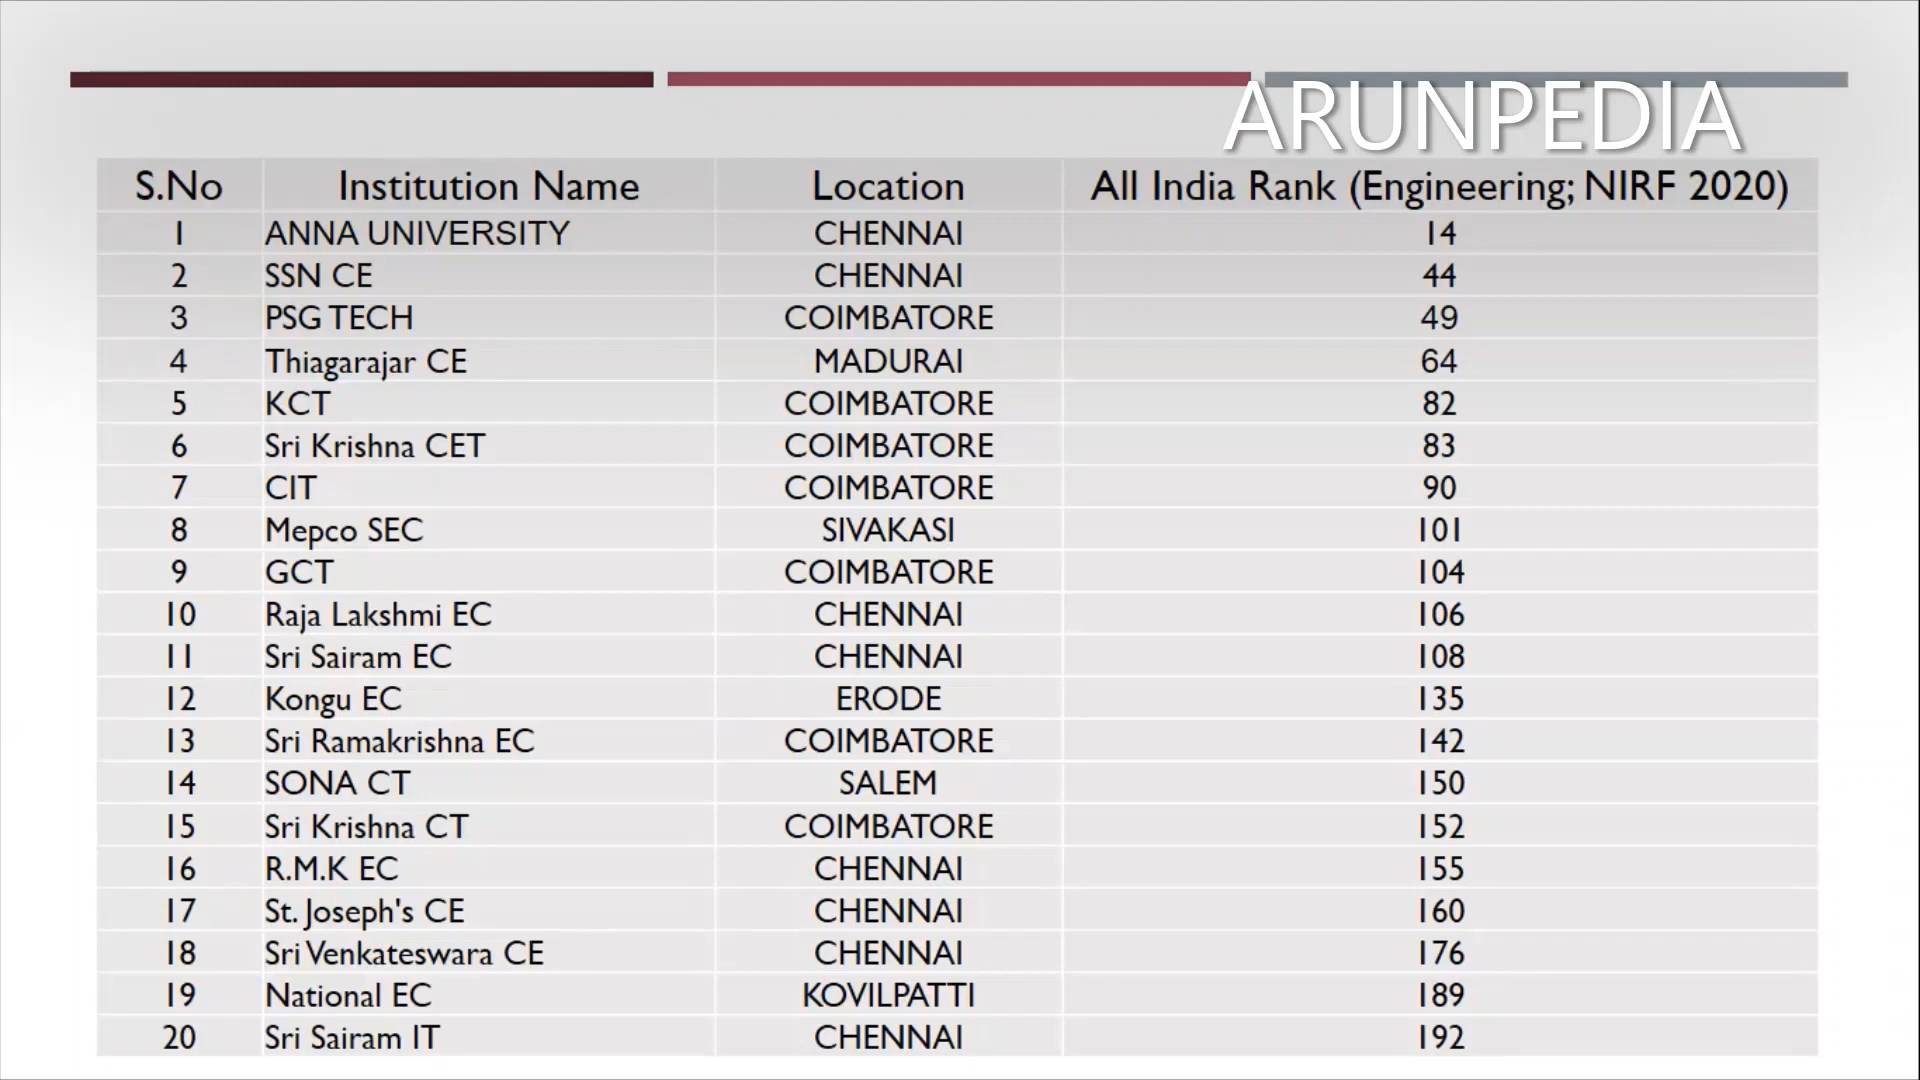 ARUNPEDIA
S.No Institution Name Location All India Rank (Engineering; NIRF 2020)
1 ANNA UNIVERSITY CHENNAI 14
2 SSN CE CHENNAI 44
3 PSG TECH COIMBATORE 49
4 Thiagarajar CE MADURAI 64
5 KCT COIMBATORE 82
6 Sri Krishna CET COIMBATORE 83
7 CIT COIMBATORE 90
8 Mepco SEC SIVAKASI 101
9 GCT COIMBATORE 104
10 Raja Lakshmi EC CHENNAI 106
11 Sri Sairam EC CHENNAI 108
12 Kongu EC ERODE 135
13 Sri Ramakrishna EC COIMBATORE 142
14 SONA CT SALEM 150
15 Sri Krishna CT COIMBATORE 152
16 R.M.K EC CHENNAI 155
17 St. Joseph's CE CHENNAI 160
18 Sri Venkateswara CE CHENNAI 176
19 National EC KOVILPATTI 189
20 Sri Sairam IT CHENNAI 192